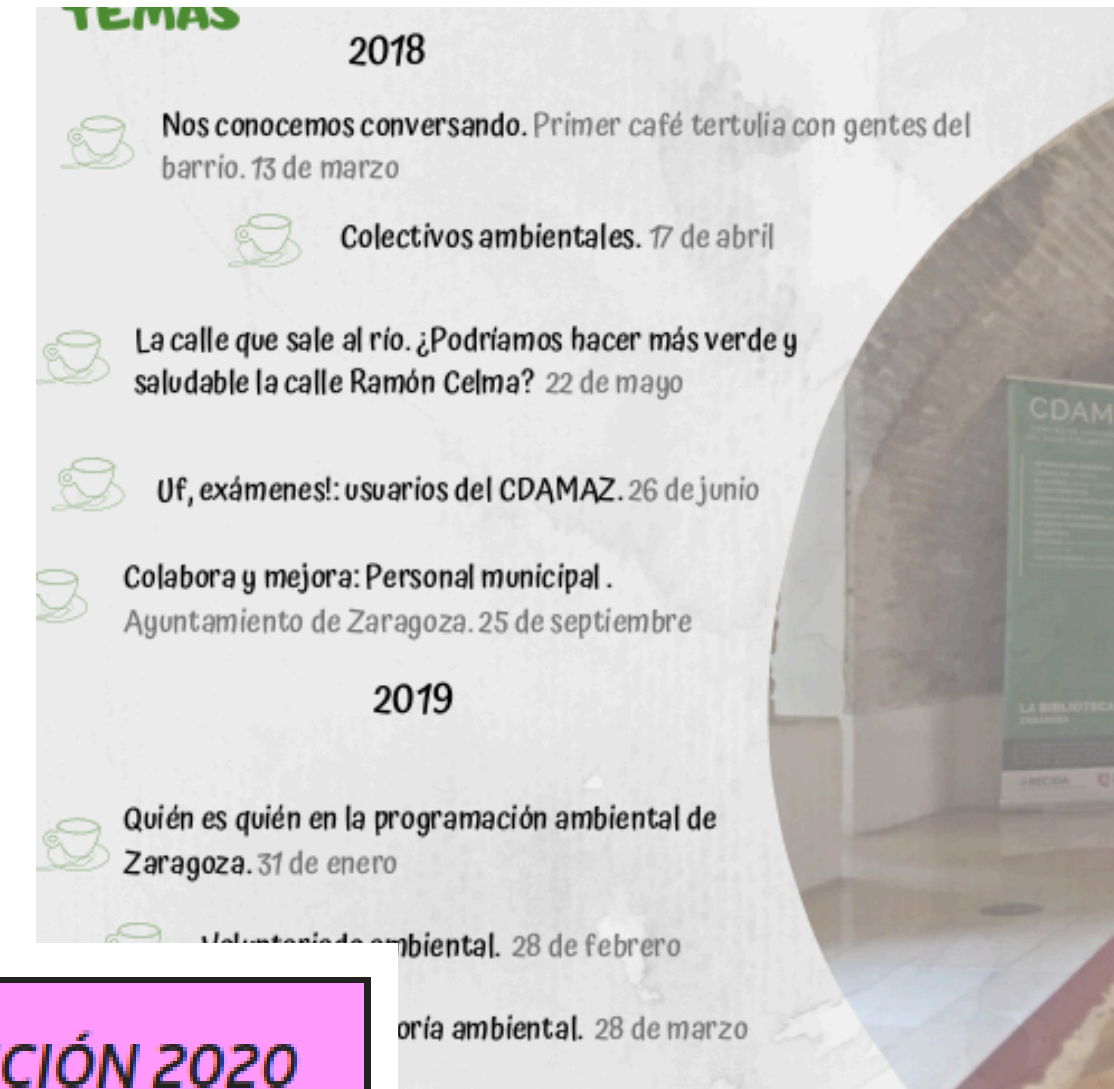 TEMAS
2018
Nos conocemos conversando. Primer café tertulia con gentes del
barrio. 13 de marzo
Colectivos ambientales. 17 de abril
La calle que sale al río. ¿Podríamos hacer más verde y
saludable la calle Ramón Celma? 22 de mayo
Uf, exámenes!: usuarios del CDAMAZ. 26 de junio
Colabora y mejora: Personal municipal .
Ayuntamiento de Zaragoza. 25 de septiembre
2019
Quién es quién en la programación ambiental de
Zaragoza. 31 de enero
Voluntariado ambiental. 28 de febrero
oría ambiental. 28 de marzo
CIÓN 2020
CDAM
LA BIBLIOTECA
ZARAGOZA